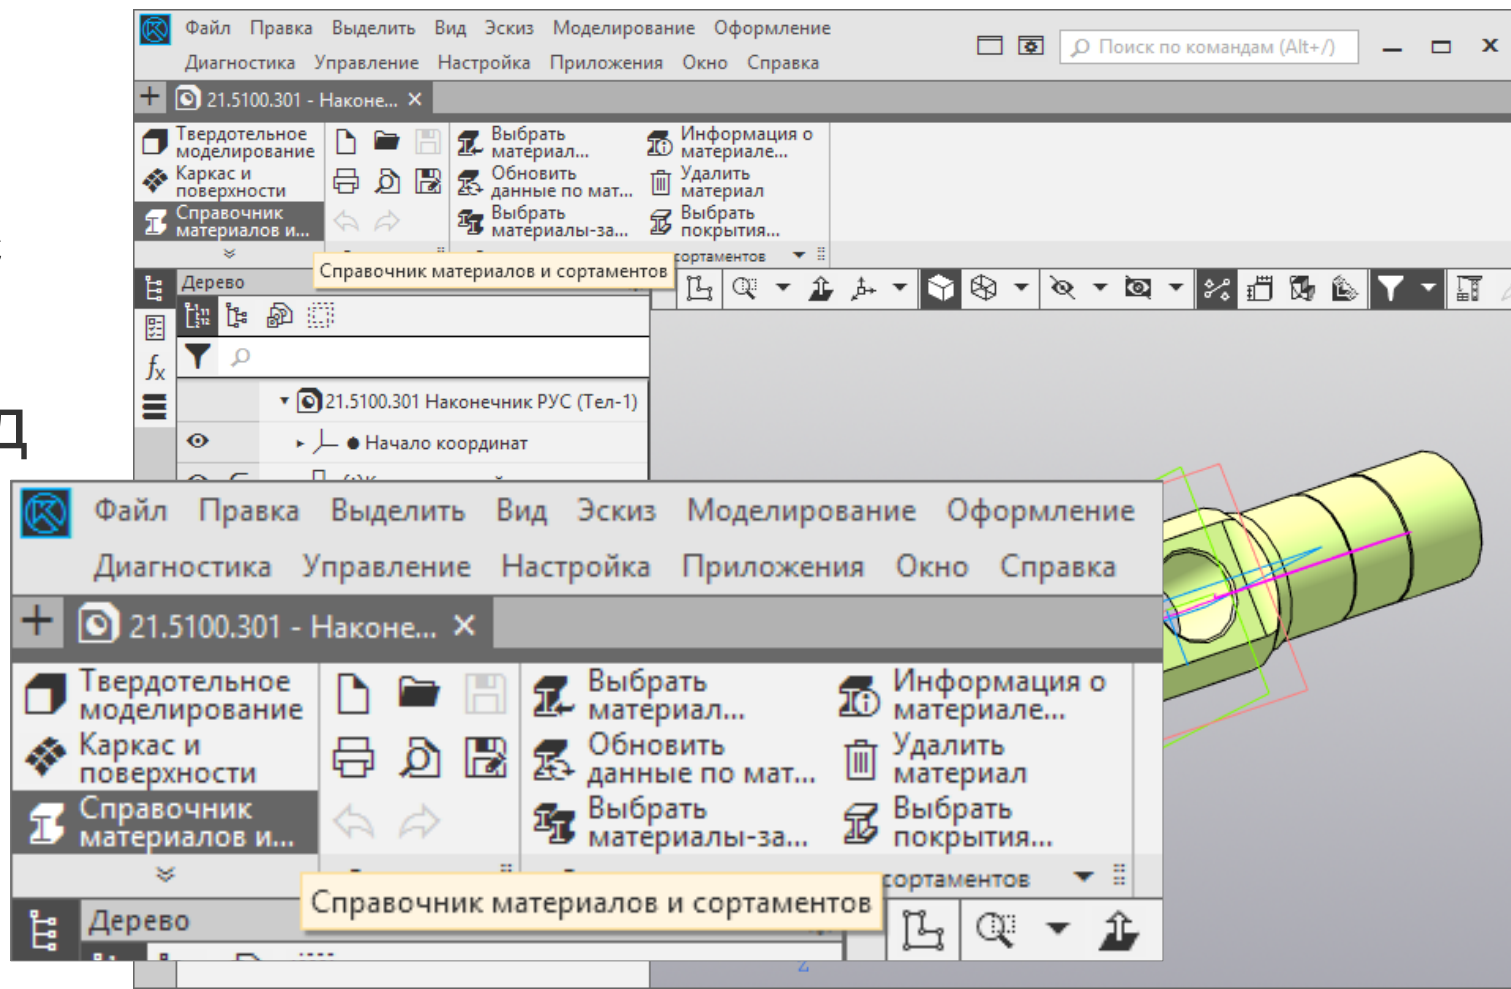 Файл Правка Выделить Вид Эскиз Моделирование Оформление
Диагностика Управление Настройка Приложения Окно Справка
Поиск по командам (Alt+/)
21.5100.301 - Наконе...
Твердотельное
моделирование
Каркас и
поверхности
Справочник
материалов и...
Выбрать
материал...
Обновить
данные по мат...
Выбрать
материалы-за...
Информация о
материале...
Удалить
материал
Выбрать
покрытия...
сортаментов
Справочник материалов и сортаментов
Дерево
21.5100.301 Наконечник РУС (Тел-1)
Начало координат
д
Файл Правка Выделить Вид Эскиз Моделирование Оформление
Диагностика Управление Настройка Приложения Окно Справка
21.5100.301 - Наконе...
Твердотельное
моделирование
Каркас и
поверхности
Справочник
материалов и...
Выбрать
материал...
Обновить
данные по мат...
Выбрать
материалы-за...
Информация о
материале...
Удалить
материал
Выбрать
покрытия...
сортаментов
Справочник материалов и сортаментов
Дерево